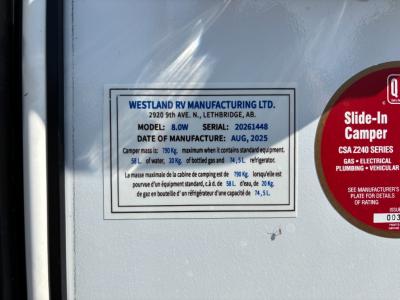 WESTLAND RV MANUFACTURING LTD.
2920 9th AVE. N., LETHBRIDGE, AB.
MODEL: 8.0W SERIAL: 20261448
DATE OF MANUFACTURE: AUG, 2025
Camper mass is: 790 Kg. maximum when it contains standard equipment,
58 L. of water, 20 Kg. of bottled gas and 74,5 L. refrigerator.
La masse maximale de la cabine de camping est de 790 Kg. lorsqu'elle est
pourvue d'un équipment standard, c.à d. de 58 L. d'eau, de 20 Kg.
de gaz en bouteille d' un réfrigérateur d'une capacité de 74,5 L.
Q
Slide-In
Camper
CSA Z240 SERIES
GAS • ELECTRICAL
PLUMBING • VEHICULAR
SEE MANUFACTURER'S
PLATE FOR DETAILS
OF RATING
ISSUE
003